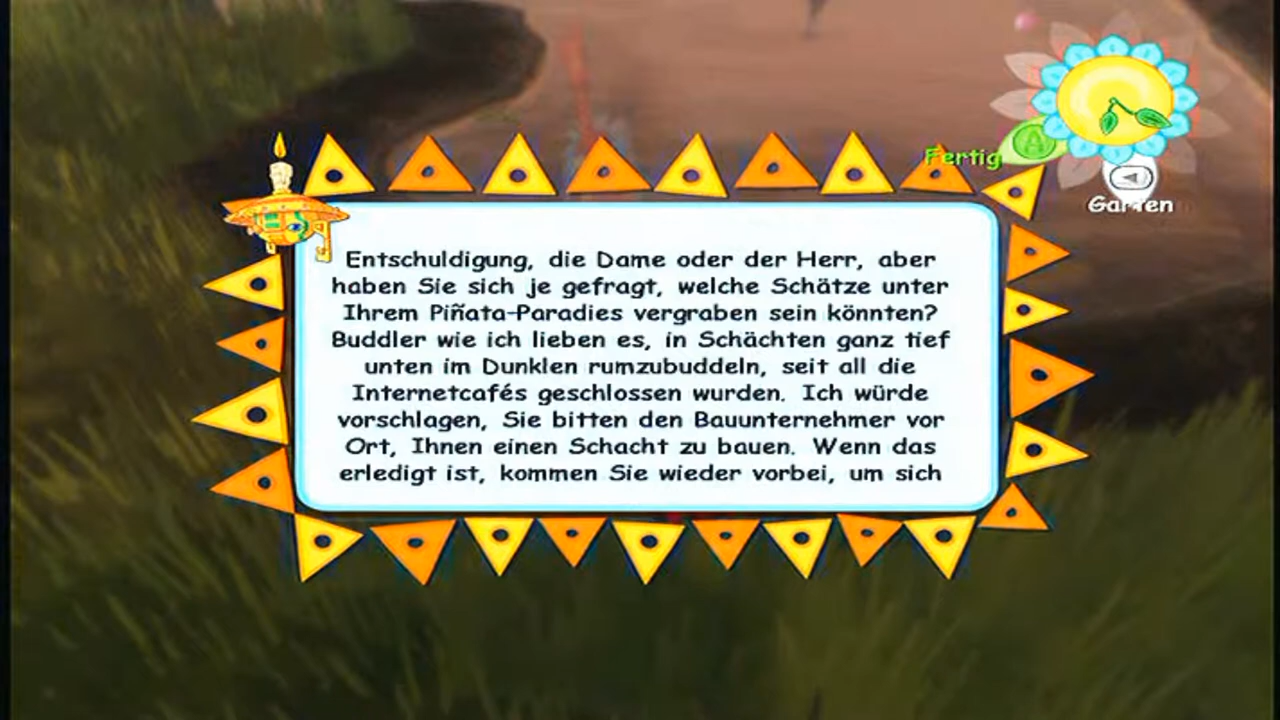 Fertig
A
Garten
Entschuldigung, die Dame oder der Herr, aber
haben Sie sich je gefragt, welche Schätze unter
Ihrem Piñata-Paradies vergraben sein könnten?
Buddler wie ich lieben es, in Schächten ganz tief
unten im Dunklen rumzubuddeln, seit all die
Internetcafés geschlossen wurden. Ich würde
vorschlagen, Sie bitten den Bauunternehmer vor
Ort, Ihnen einen Schacht zu bauen. Wenn das
erledigt ist, kommen Sie wieder vorbei, um sich